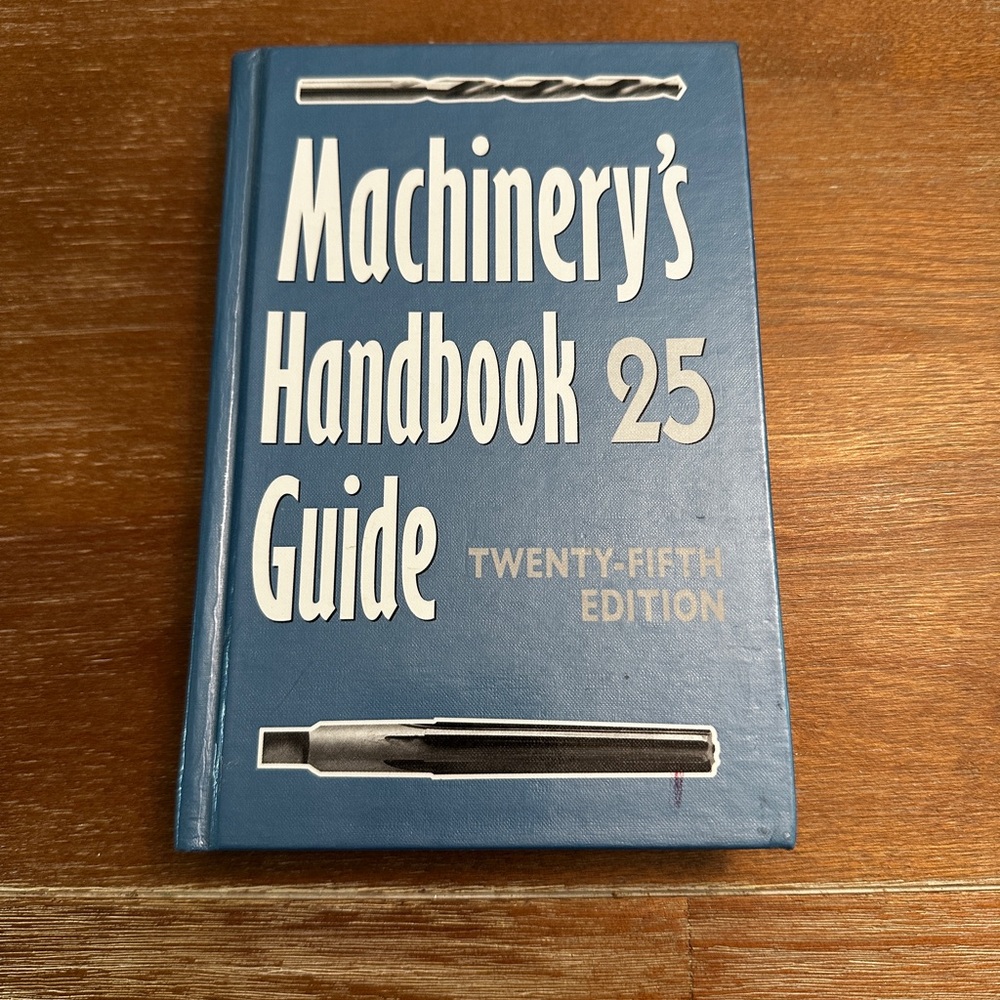 Machinery's
Handbook 25
Guide
TWENTY-FIFTH
EDITION